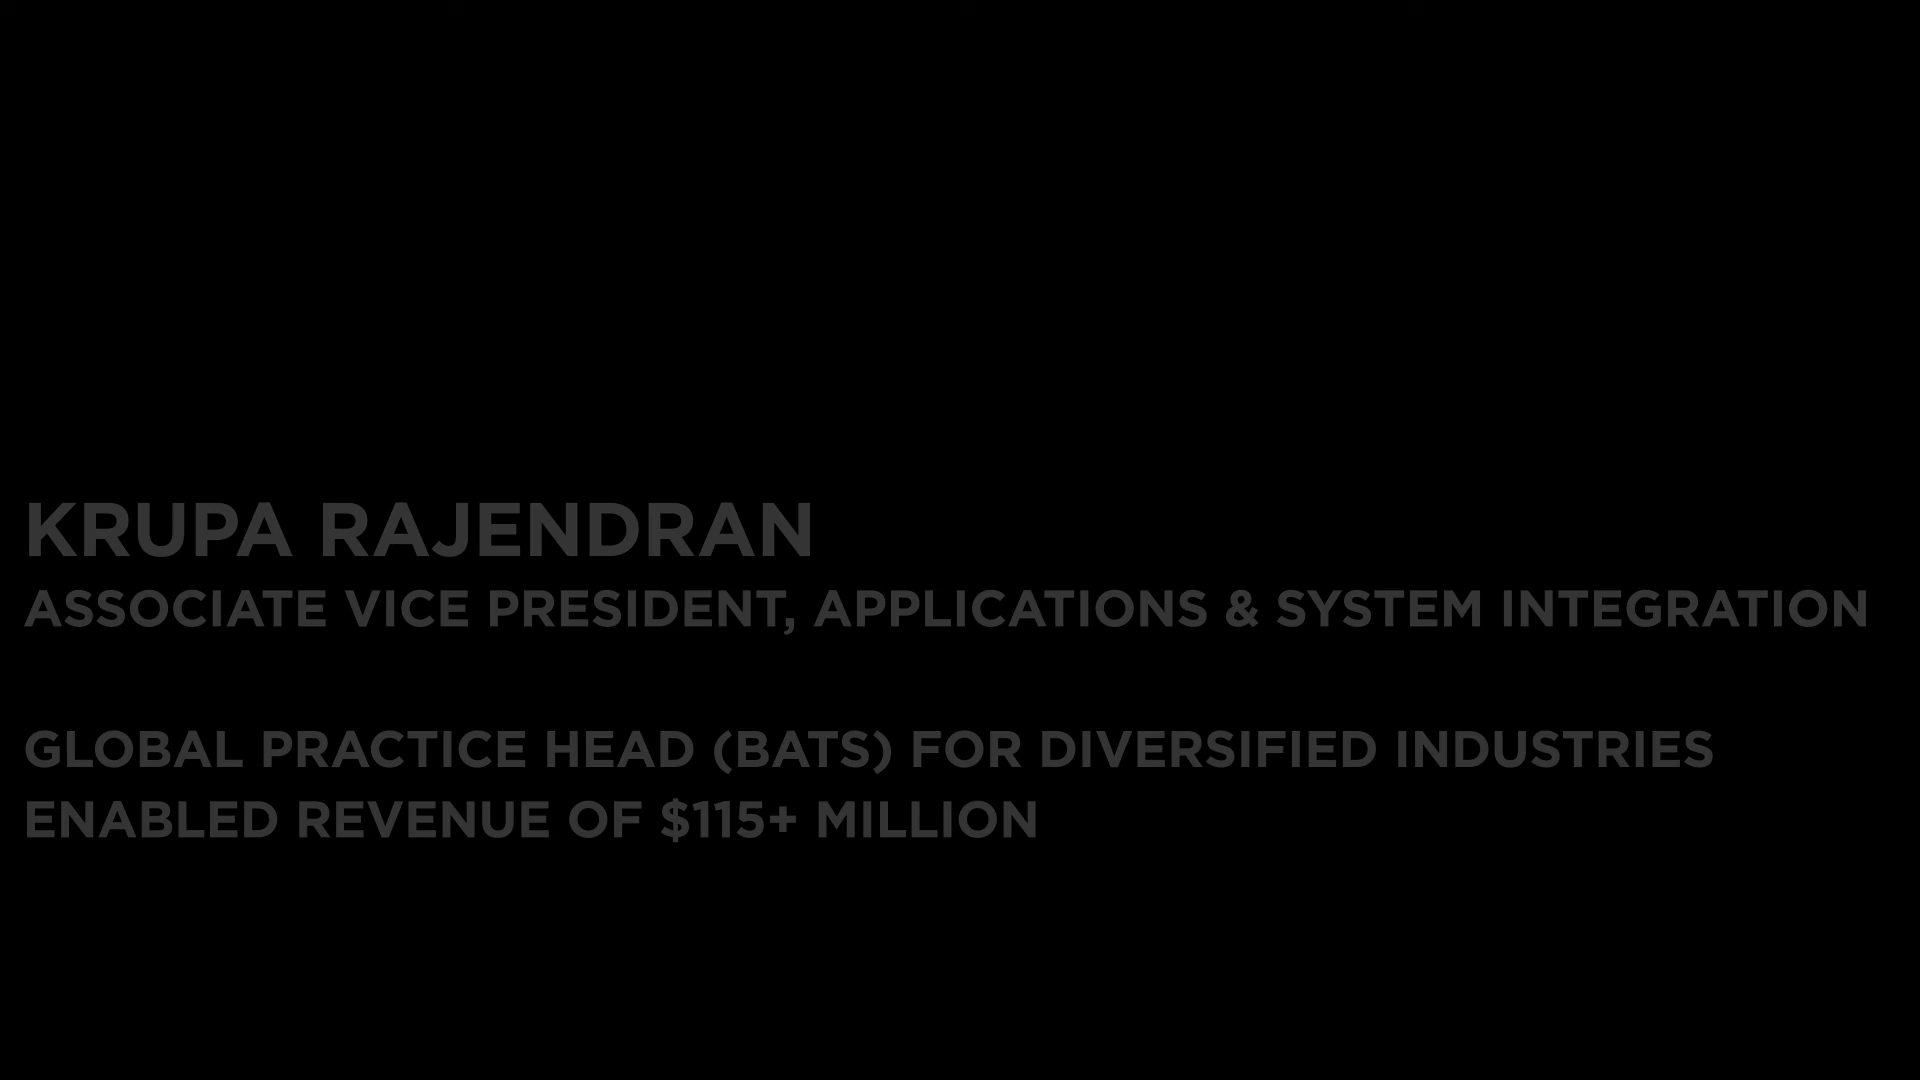 KRUPA RAJENDRAN
ASSOCIATE VICE PRESIDENT, APPLICATIONS & SYSTEM INTEGRATION
GLOBAL PRACTICE HEAD (BATS) FOR DIVERSIFIED INDUSTRIES
ENABLED REVENUE OF $115+ MILLION